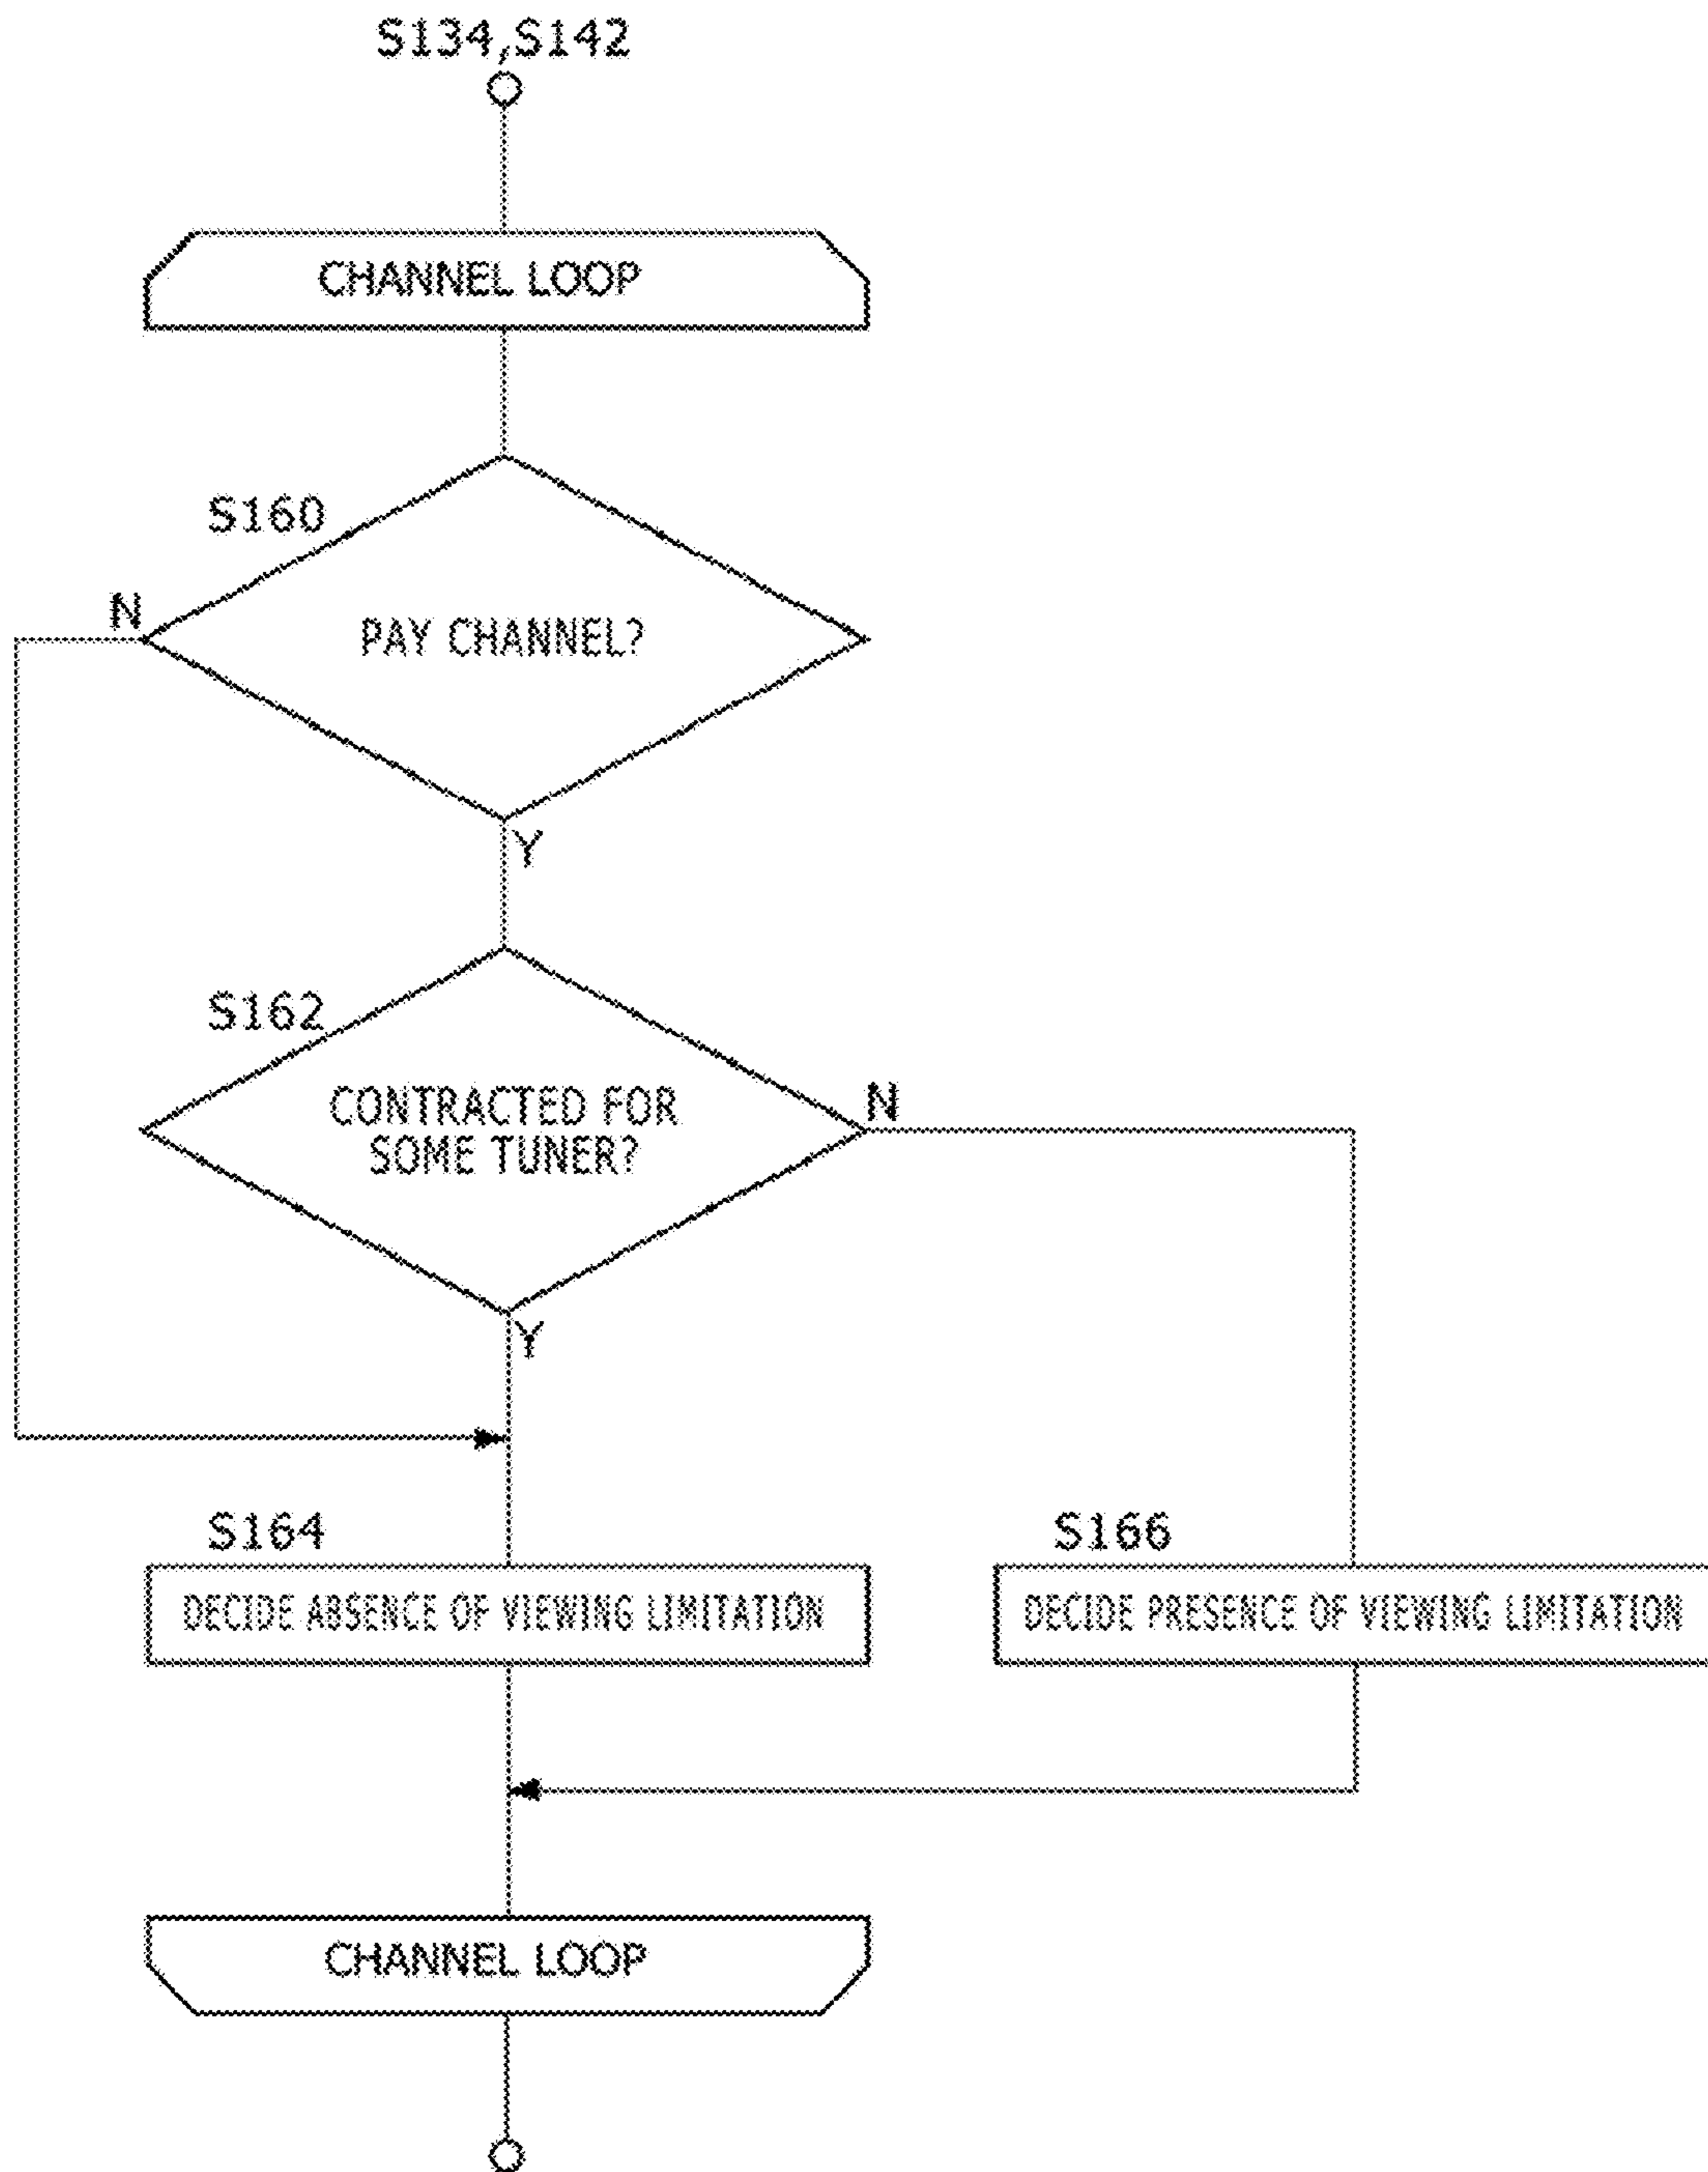 S134,S142
CHANNEL LOOP
S160
N
PAY CHANNEL?
Y
S162
N
CONTRACTED FOR
SOME TUNER?
Y
S164
S166
DECIDE ABSENCE OF VIEWING LIMITATION
DECIDE PRESENCE OF VIEWING LIMITATION
CHANNEL LOOP